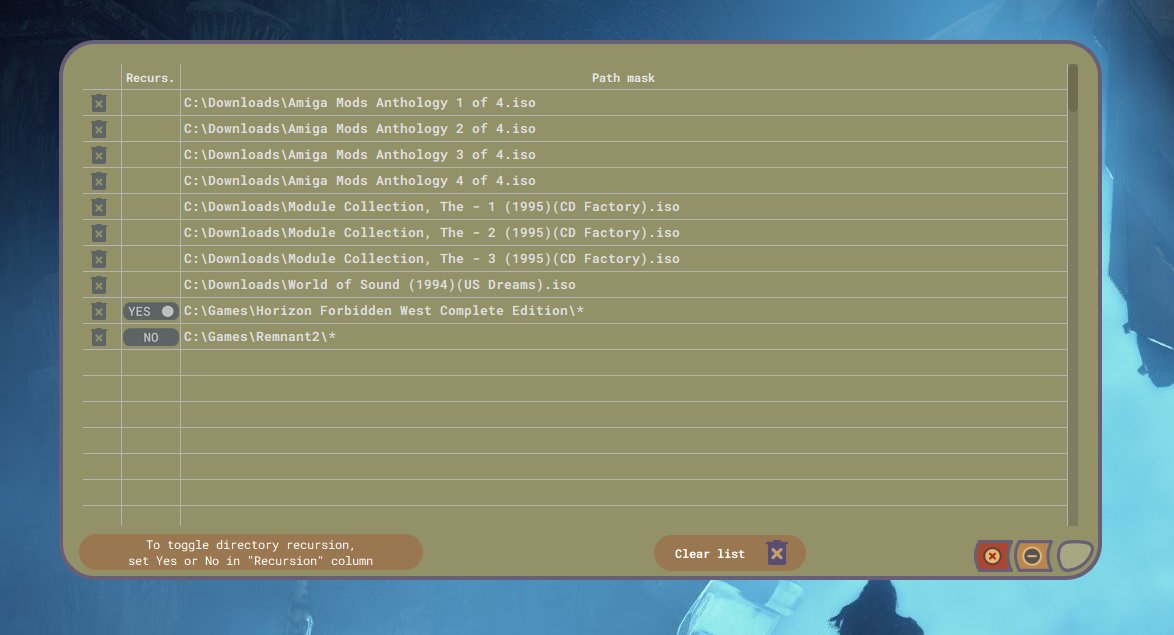 Recurs. Path mask
C:\Downloads\Amiga Mods Anthology 1 of 4.iso
C:\Downloads\Amiga Mods Anthology 2 of 4.iso
C:\Downloads\Amiga Mods Anthology 3 of 4.iso
C:\Downloads\Amiga Mods Anthology 4 of 4.iso
C:\Downloads\Module Collection, The - 1 (1995)(CD Factory).iso
C:\Downloads\Module Collection, The - 2 (1995)(CD Factory).iso
C:\Downloads\Module Collection, The - 3 (1995)(CD Factory).iso
C:\Downloads\World of Sound (1994)(US Dreams).iso
YES C:\Games\Horizon Forbidden West Complete Edition\*
NO C:\Games\Remnant2\*
To toggle directory recursion,
set Yes or No in "Recursion" column
Clear list